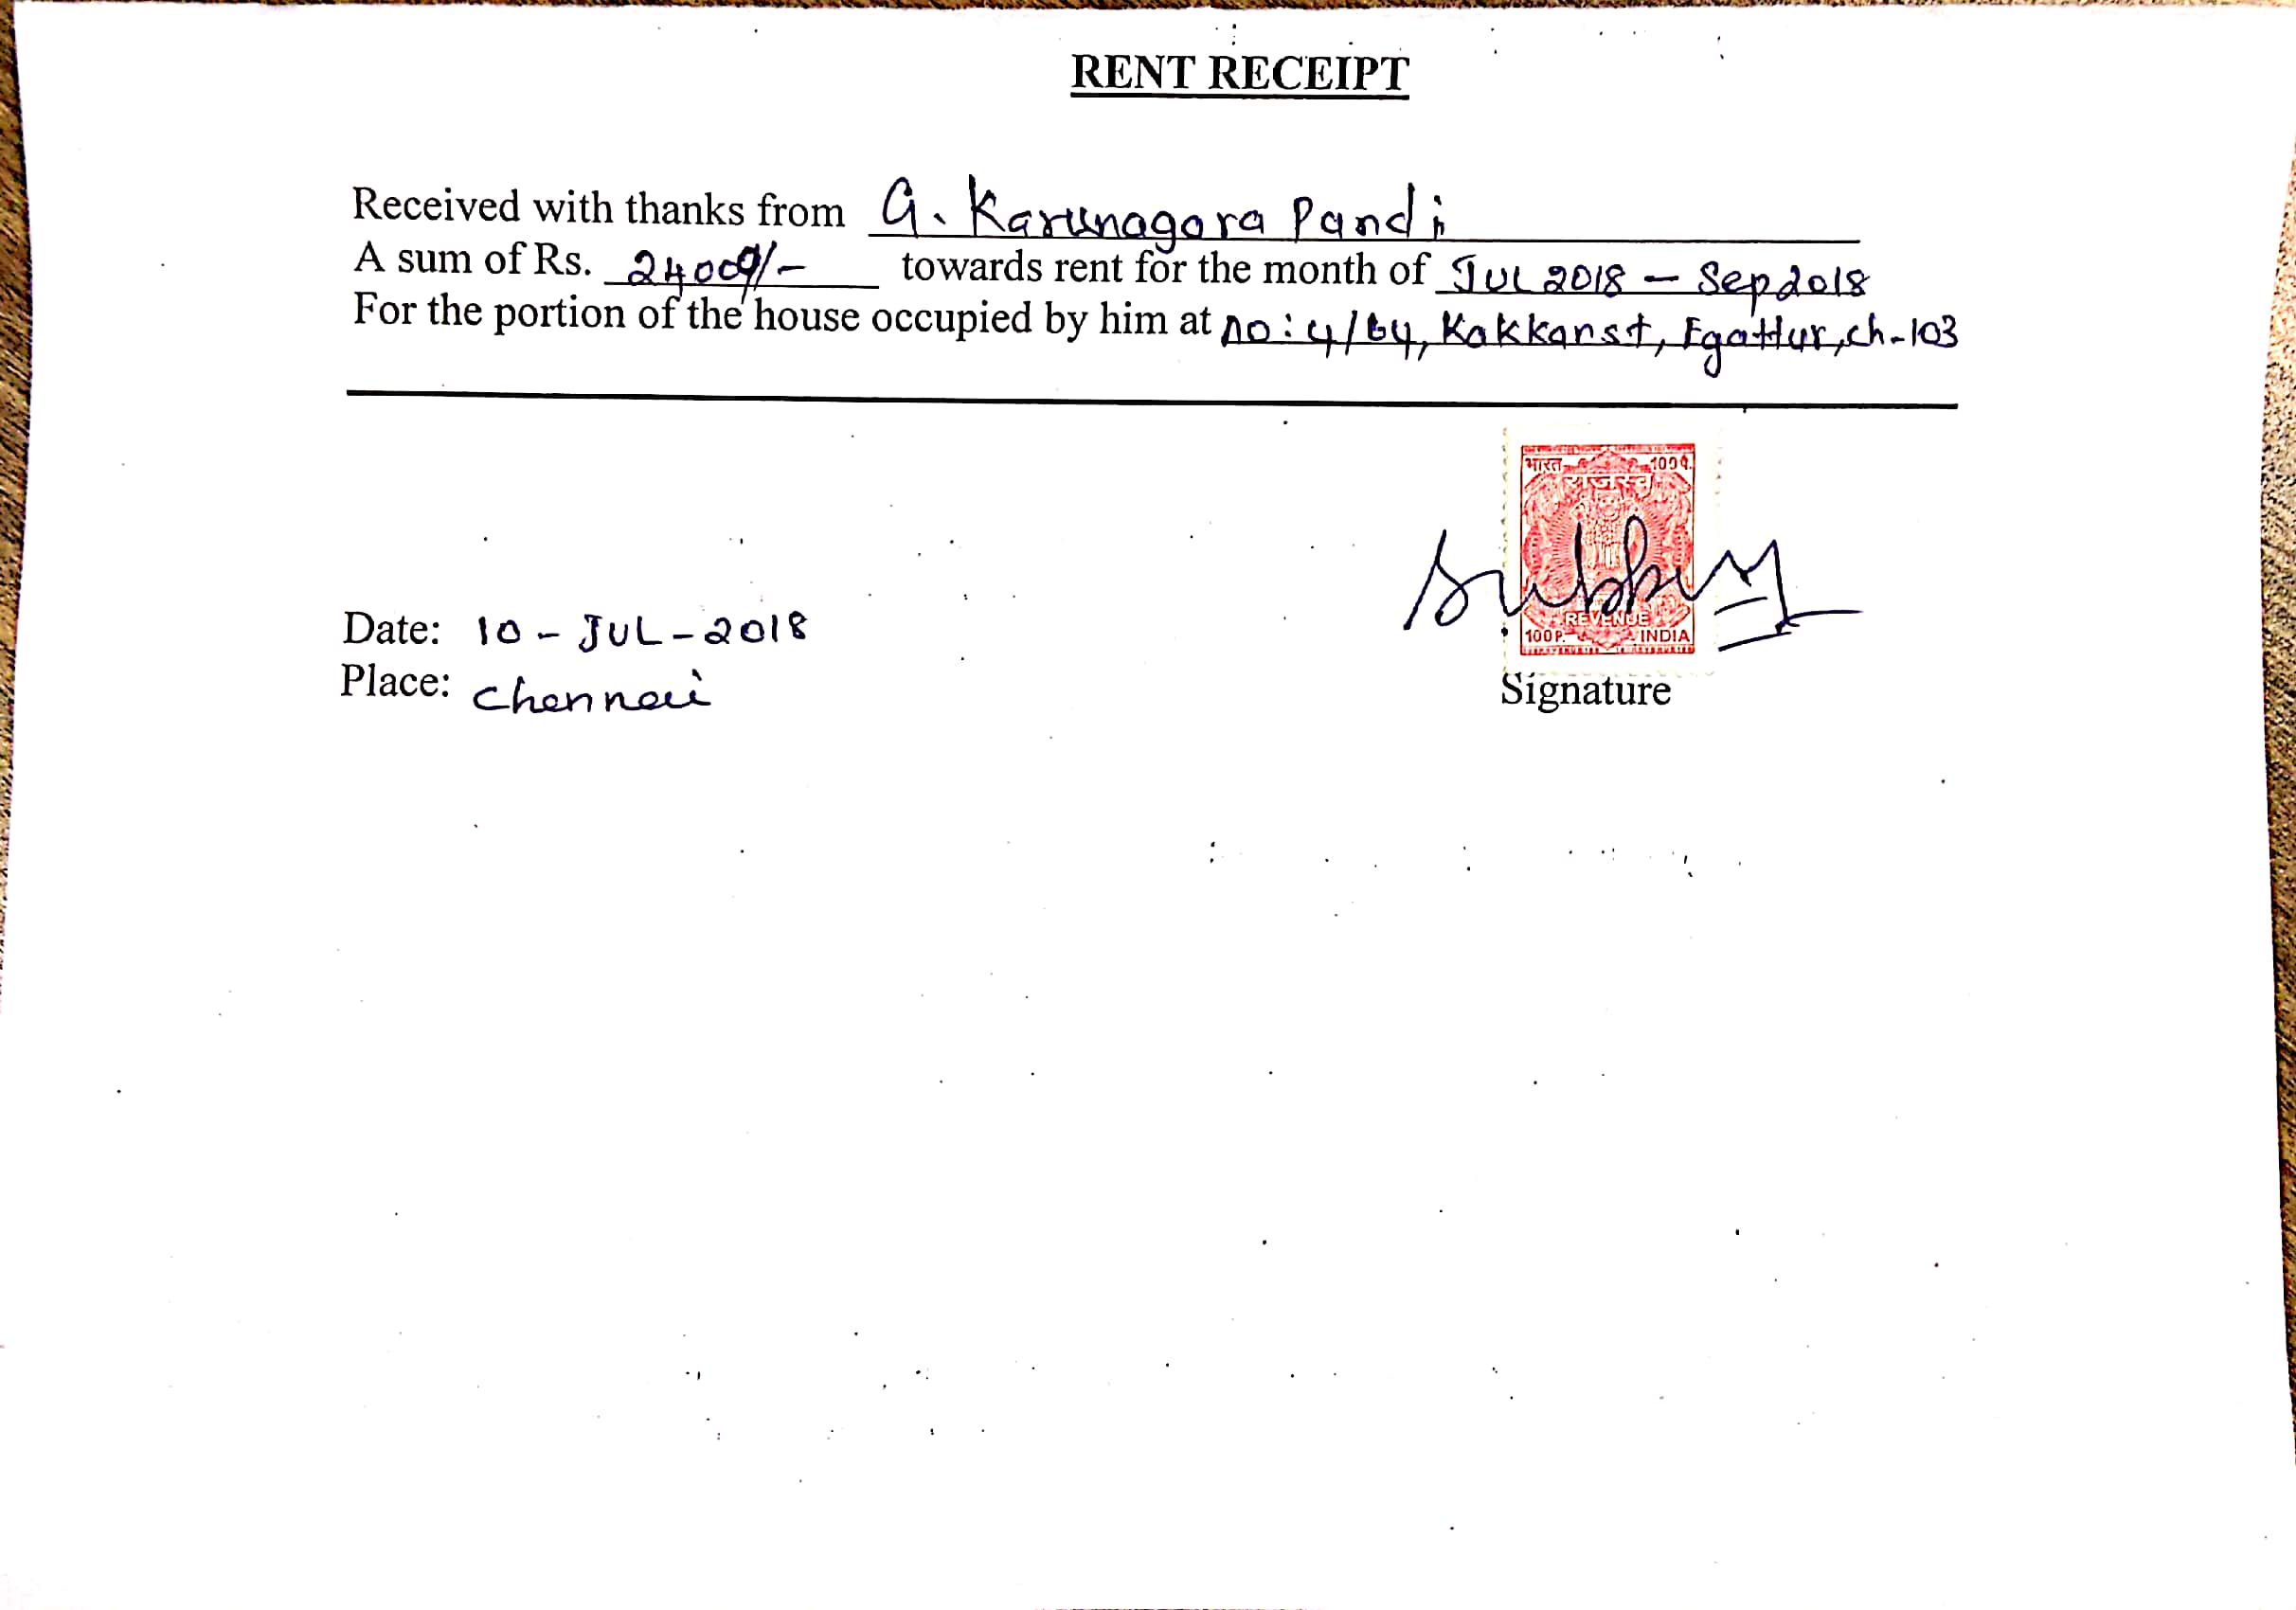 RENT RECEIPT
Received with thanks from G. Karunagara Pandi
A sum of Rs. 24000/- towards rent for the month of JUL 2018 - Sep 2018
For the portion of the house occupied by him at no: 4/64, Kakkan st, Egattur, ch-103
भारत 100 प.
राजस्व
REVENUE
100 P. INDIA
Date: 10 - JUL - 2018
Place: Chennai
Signature